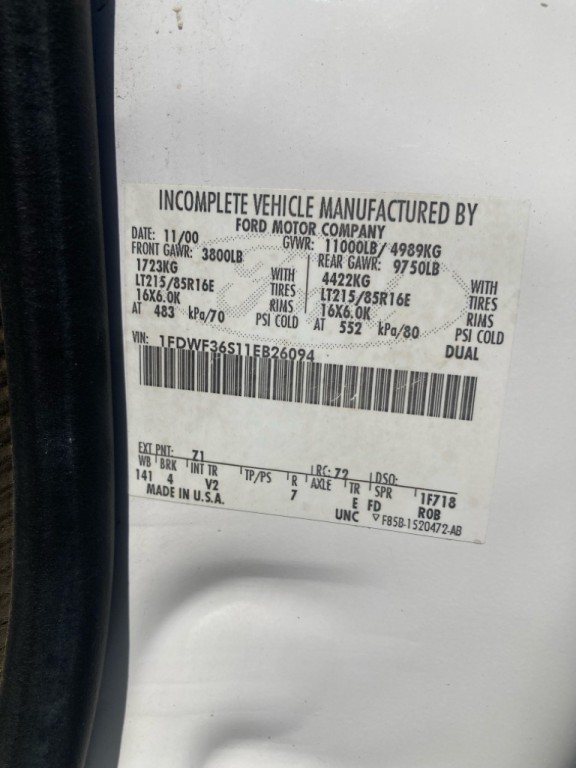 INCOMPLETE VEHICLE MANUFACTURED BY
FORD MOTOR COMPANY
DATE: 11/00 GVWR: 11000LB/ 4989KG
FRONT GAWR: 3800LB REAR GAWR: 9750LB
1723KG WITH 4422KG WITH
LT215/85R16E TIRES LT215/85R16E TIRES
16X6.0K RIMS 16X6.0K RIMS
AT 483 kPa/70 PSI COLD AT 552 kPa/80 PSI COLD
DUAL
VIN: 1FDWF36S11EB26094
EXT PNT: Z1 RC: 72 DSO:
WB BRK INT TR TP/PS R AXLE TR SPR 1F718
141 4 V2 7 E FD ROB
MADE IN U.S.A. UNC ▽ F85B-1520472-AB